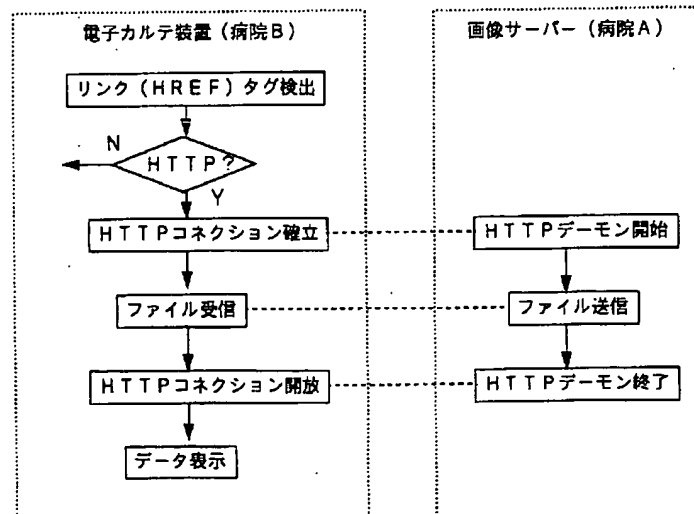 電子カルテ装置（病院B）
リンク（HREF）タグ検出
N
HTTP？
Y
HTTPコネクション確立
ファイル受信
HTTPコネクション開放
データ表示
画像サーバー（病院A）
HTTPデーモン開始
ファイル送信
HTTPデーモン終了